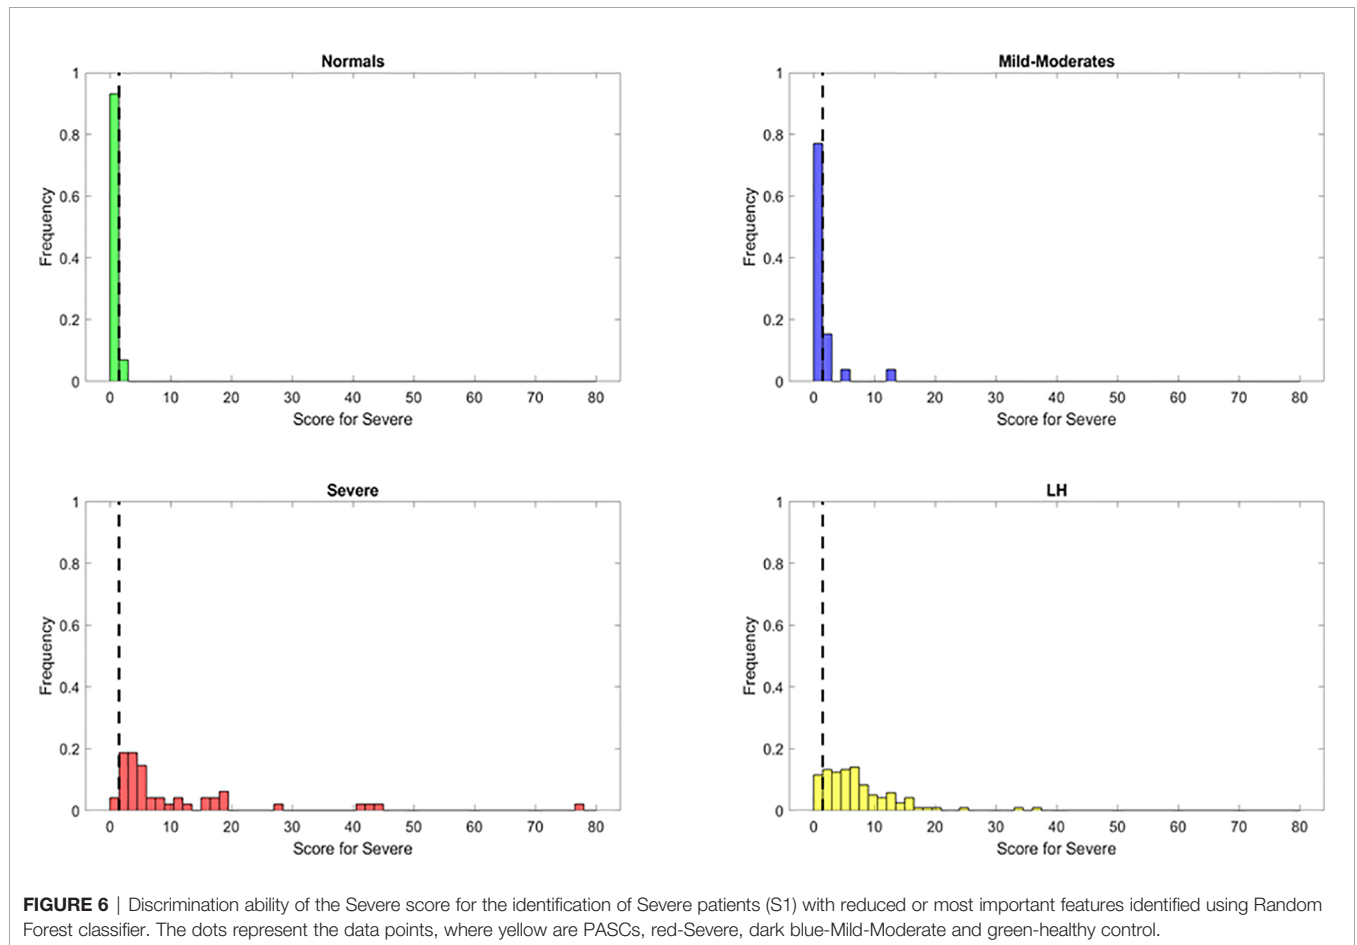 Normals
1
0.8
0.6
0.4
0.2
0
Frequency
0 10 20 30 40 50 60 70 80
Score for Severe
Mild-Moderates
1
0.8
0.6
0.4
0.2
0
Frequency
0 10 20 30 40 50 60 70 80
Score for Severe
Severe
1
0.8
0.6
0.4
0.2
0
Frequency
0 10 20 30 40 50 60 70 80
Score for Severe
LH
1
0.8
0.6
0.4
0.2
0
Frequency
0 10 20 30 40 50 60 70 80
Score for Severe
FIGURE 6 | Discrimination ability of the Severe score for the identification of Severe patients (S1) with reduced or most important features identified using Random
Forest classifier. The dots represent the data points, where yellow are PASCs, red-Severe, dark blue-Mild-Moderate and green-healthy control.